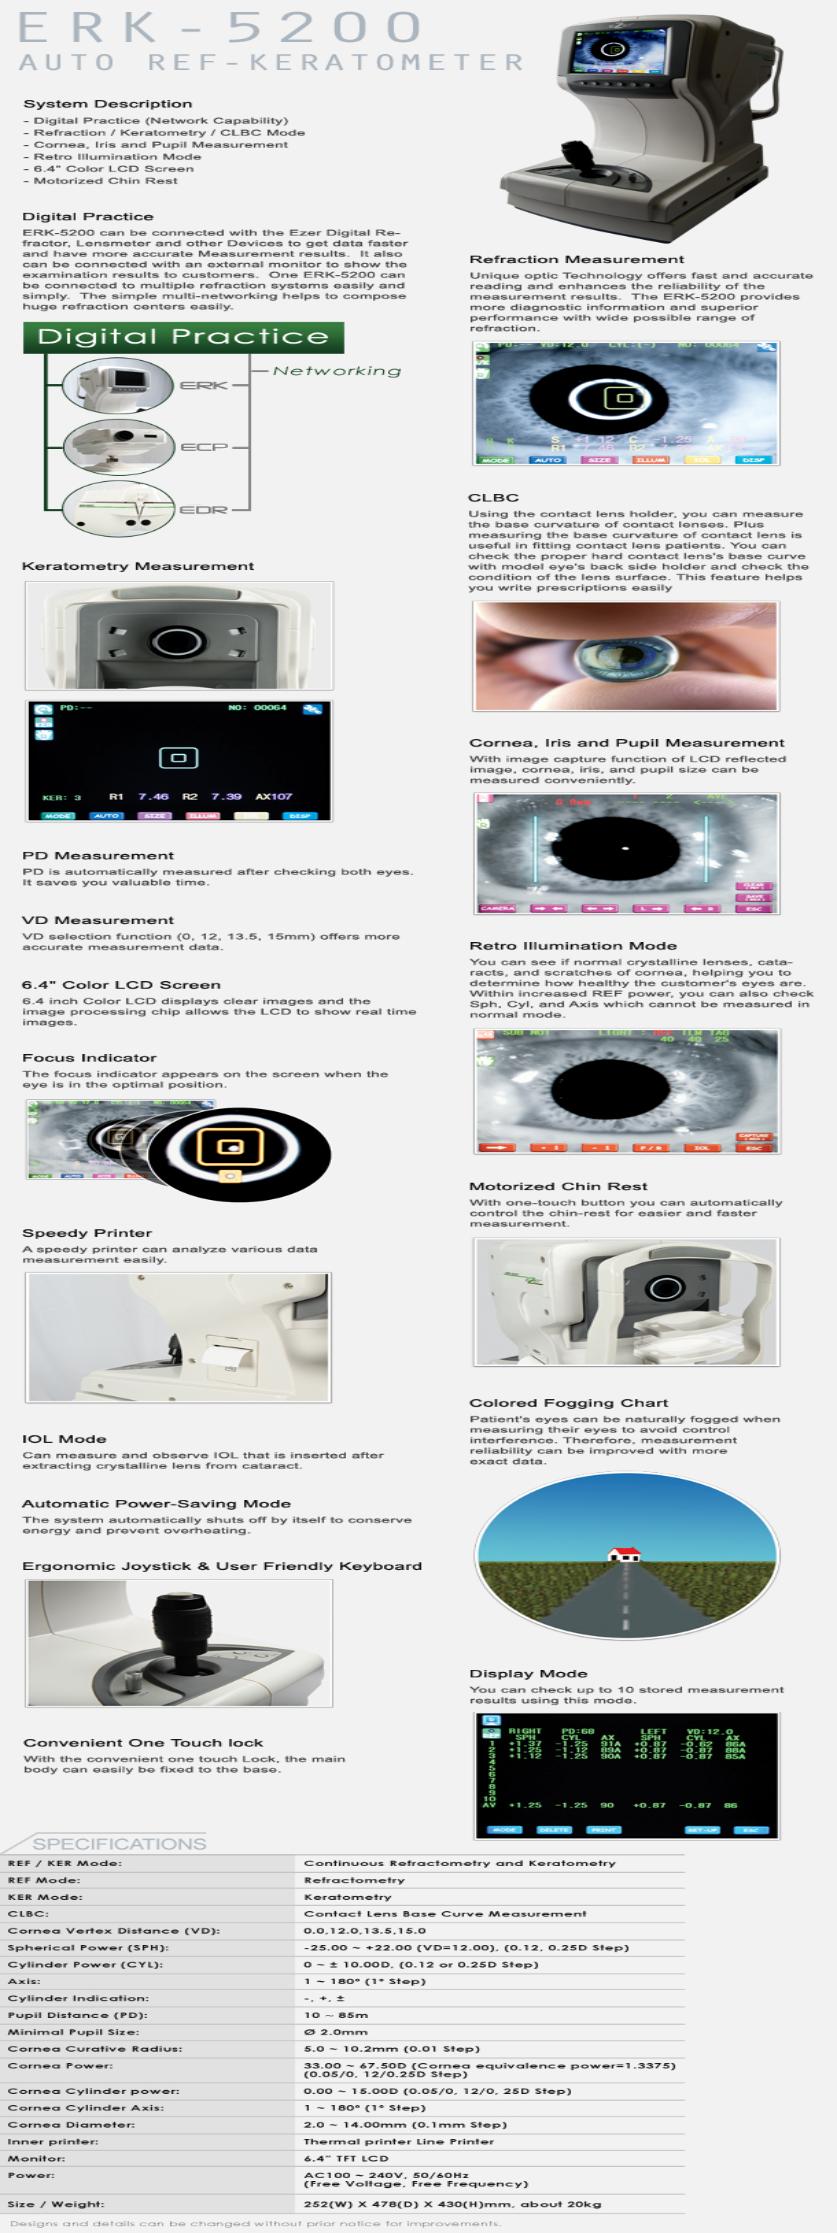 ERK-5200
AUTO REF-KERATOMETER
System Description
- Digital Practice (Network Capability)
- Refraction / Keratometry / CLBC Mode
- Cornea, Iris and Pupil Measurement
- Retro Illumination Mode
- 6.4" Color LCD Screen
- Motorized Chin Rest
Digital Practice
ERK-5200 can be connected with the Ezer Digital Re-
fractor, Lensmeter and other Devices to get data faster
and have more accurate Measurement results.  It also
can be connected with an external monitor to show the
examination results to customers.  One ERK-5200 can
be connected to multiple refraction systems easily and
simply.  The simple multi-networking helps to compose
huge refraction centers easily.
Digital Practice
Networking
ERK
ECP
EDR
Keratometry Measurement
PD:-- NO: 00064
KER: 3 R1 7.46 R2 7.39 AX107
MODE AUTO SIZE ILLUM DISP
PD Measurement
PD is automatically measured after checking both eyes.
It saves you valuable time.
VD Measurement
VD selection function (0, 12, 13.5, 15mm) offers more
accurate measurement data.
6.4" Color LCD Screen
6.4 inch Color LCD displays clear images and the
image processing chip allows the LCD to show real time
images.
Focus Indicator
The focus indicator appears on the screen when the
eye is in the optimal position.
Speedy Printer
A speedy printer can analyze various data
measurement easily.
IOL Mode
Can measure and observe IOL that is inserted after
extracting crystalline lens from cataract.
Automatic Power-Saving Mode
The system automatically shuts off by itself to conserve
energy and prevent overheating.
Ergonomic Joystick & User Friendly Keyboard
Convenient One Touch lock
With the convenient one touch Lock, the main
body can easily be fixed to the base.
Refraction Measurement
Unique optic Technology offers fast and accurate
reading and enhances the reliability of the
measurement results.  The ERK-5200 provides
more diagnostic information and superior
performance with wide possible range of
refraction.
PD:-- VD:12.0 CYL:(-) NO: 00064
MODE AUTO SIZE ILLUM IOL DISP
CLBC
Using the contact lens holder, you can measure
the base curvature of contact lenses. Plus
measuring the base curvature of contact lens is
useful in fitting contact lens patients. You can
check the proper hard contact lens's base curve
with model eye's back side holder and check the
condition of the lens surface. This feature helps
you write prescriptions easily
Cornea, Iris and Pupil Measurement
With image capture function of LCD reflected
image, cornea, iris, and pupil size can be
measured conveniently.
CAMERA ESC
Retro Illumination Mode
You can see if normal crystalline lenses, cata-
racts, and scratches of cornea, helping you to
determine how healthy the customer's eyes are.
Within increased REF power, you can also check
Sph, Cyl, and Axis which cannot be measured in
normal mode.
40 40 25
F/R IOL ESC
Motorized Chin Rest
With one-touch button you can automatically
control the chin-rest for easier and faster
measurement.
Colored Fogging Chart
Patient's eyes can be naturally fogged when
measuring their eyes to avoid control
interference. Therefore, measurement
reliability can be improved with more
exact data.
Display Mode
You can check up to 10 stored measurement
results using this mode.
RIGHT PD:68 LEFT VD:12.0
SPH CYL AX SPH CYL AX
1 +1.37 -1.25 91A +0.87 -0.62 86A
2 +1.25 -1.12 89A +0.87 -0.87 88A
3 +1.12 -1.25 90A +0.87 -0.87 85A
4
5
6
7
8
9
10
AV +1.25 -1.25 90 +0.87 -0.87 86
MODE DELETE PRINT SET-UP ESC
SPECIFICATIONS
REF / KER Mode: Continuous Refractometry and Keratometry
REF Mode: Refractometry
KER Mode: Keratometry
CLBC: Contact Lens Base Curve Measurement
Cornea Vertex Distance (VD): 0.0,12.0,13.5,15.0
Spherical Power (SPH): -25.00 ~ +22.00 (VD=12.00), (0.12, 0.25D Step)
Cylinder Power (CYL): 0 ~ ± 10.00D, (0.12 or 0.25D Step)
Axis: 1 ~ 180° (1° Step)
Cylinder Indication: -, +, ±
Pupil Distance (PD): 10 ~ 85m
Minimal Pupil Size: Ø 2.0mm
Cornea Curative Radius: 5.0 ~ 10.2mm (0.01 Step)
Cornea Power: 33.00 ~ 67.50D (Cornea equivalence power=1.3375)
(0.05/0, 12/0.25D Step)
Cornea Cylinder power: 0.00 ~ 15.00D (0.05/0, 12/0, 25D Step)
Cornea Cylinder Axis: 1 ~ 180° (1° Step)
Cornea Diameter: 2.0 ~ 14.00mm (0.1mm Step)
Inner printer: Thermal printer Line Printer
Monitor: 6.4" TFT LCD
Power: AC100 ~ 240V, 50/60Hz
(Free Voltage, Free Frequency)
Size / Weight: 252(W) X 478(D) X 430(H)mm, about 20kg
Designs and details can be changed without prior notice for improvements.